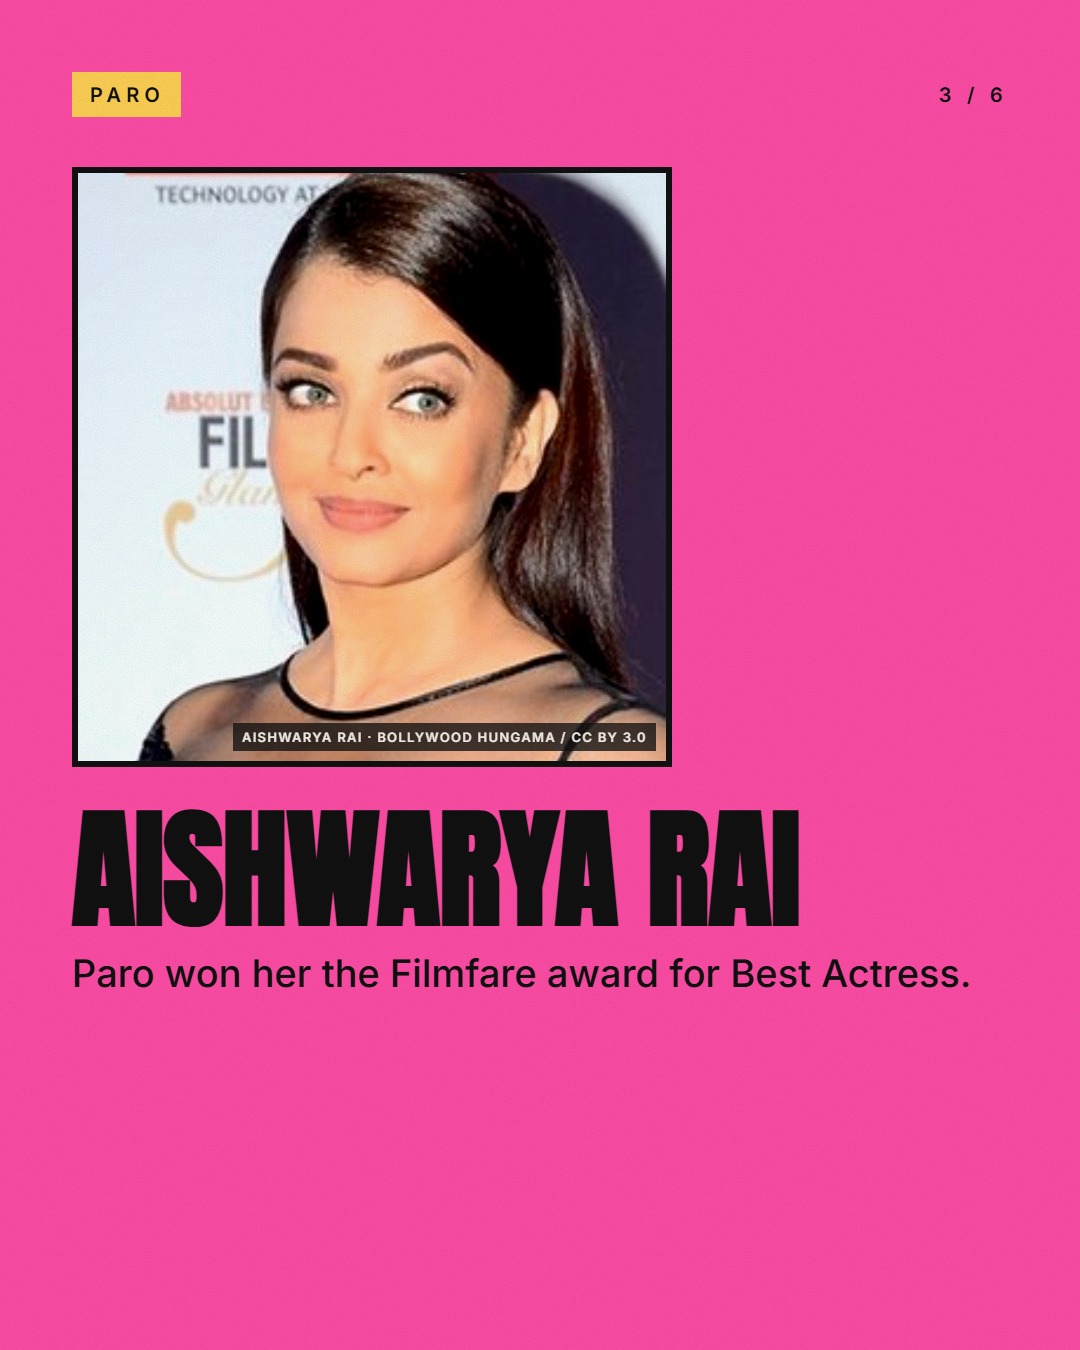 PARO
3 / 6
TECHNOLOGY AT
ABSOLUT
FIL
Glan
AISHWARYA RAI · BOLLYWOOD HUNGAMA / CC BY 3.0
AISHWARYA RAI
Paro won her the Filmfare award for Best Actress.